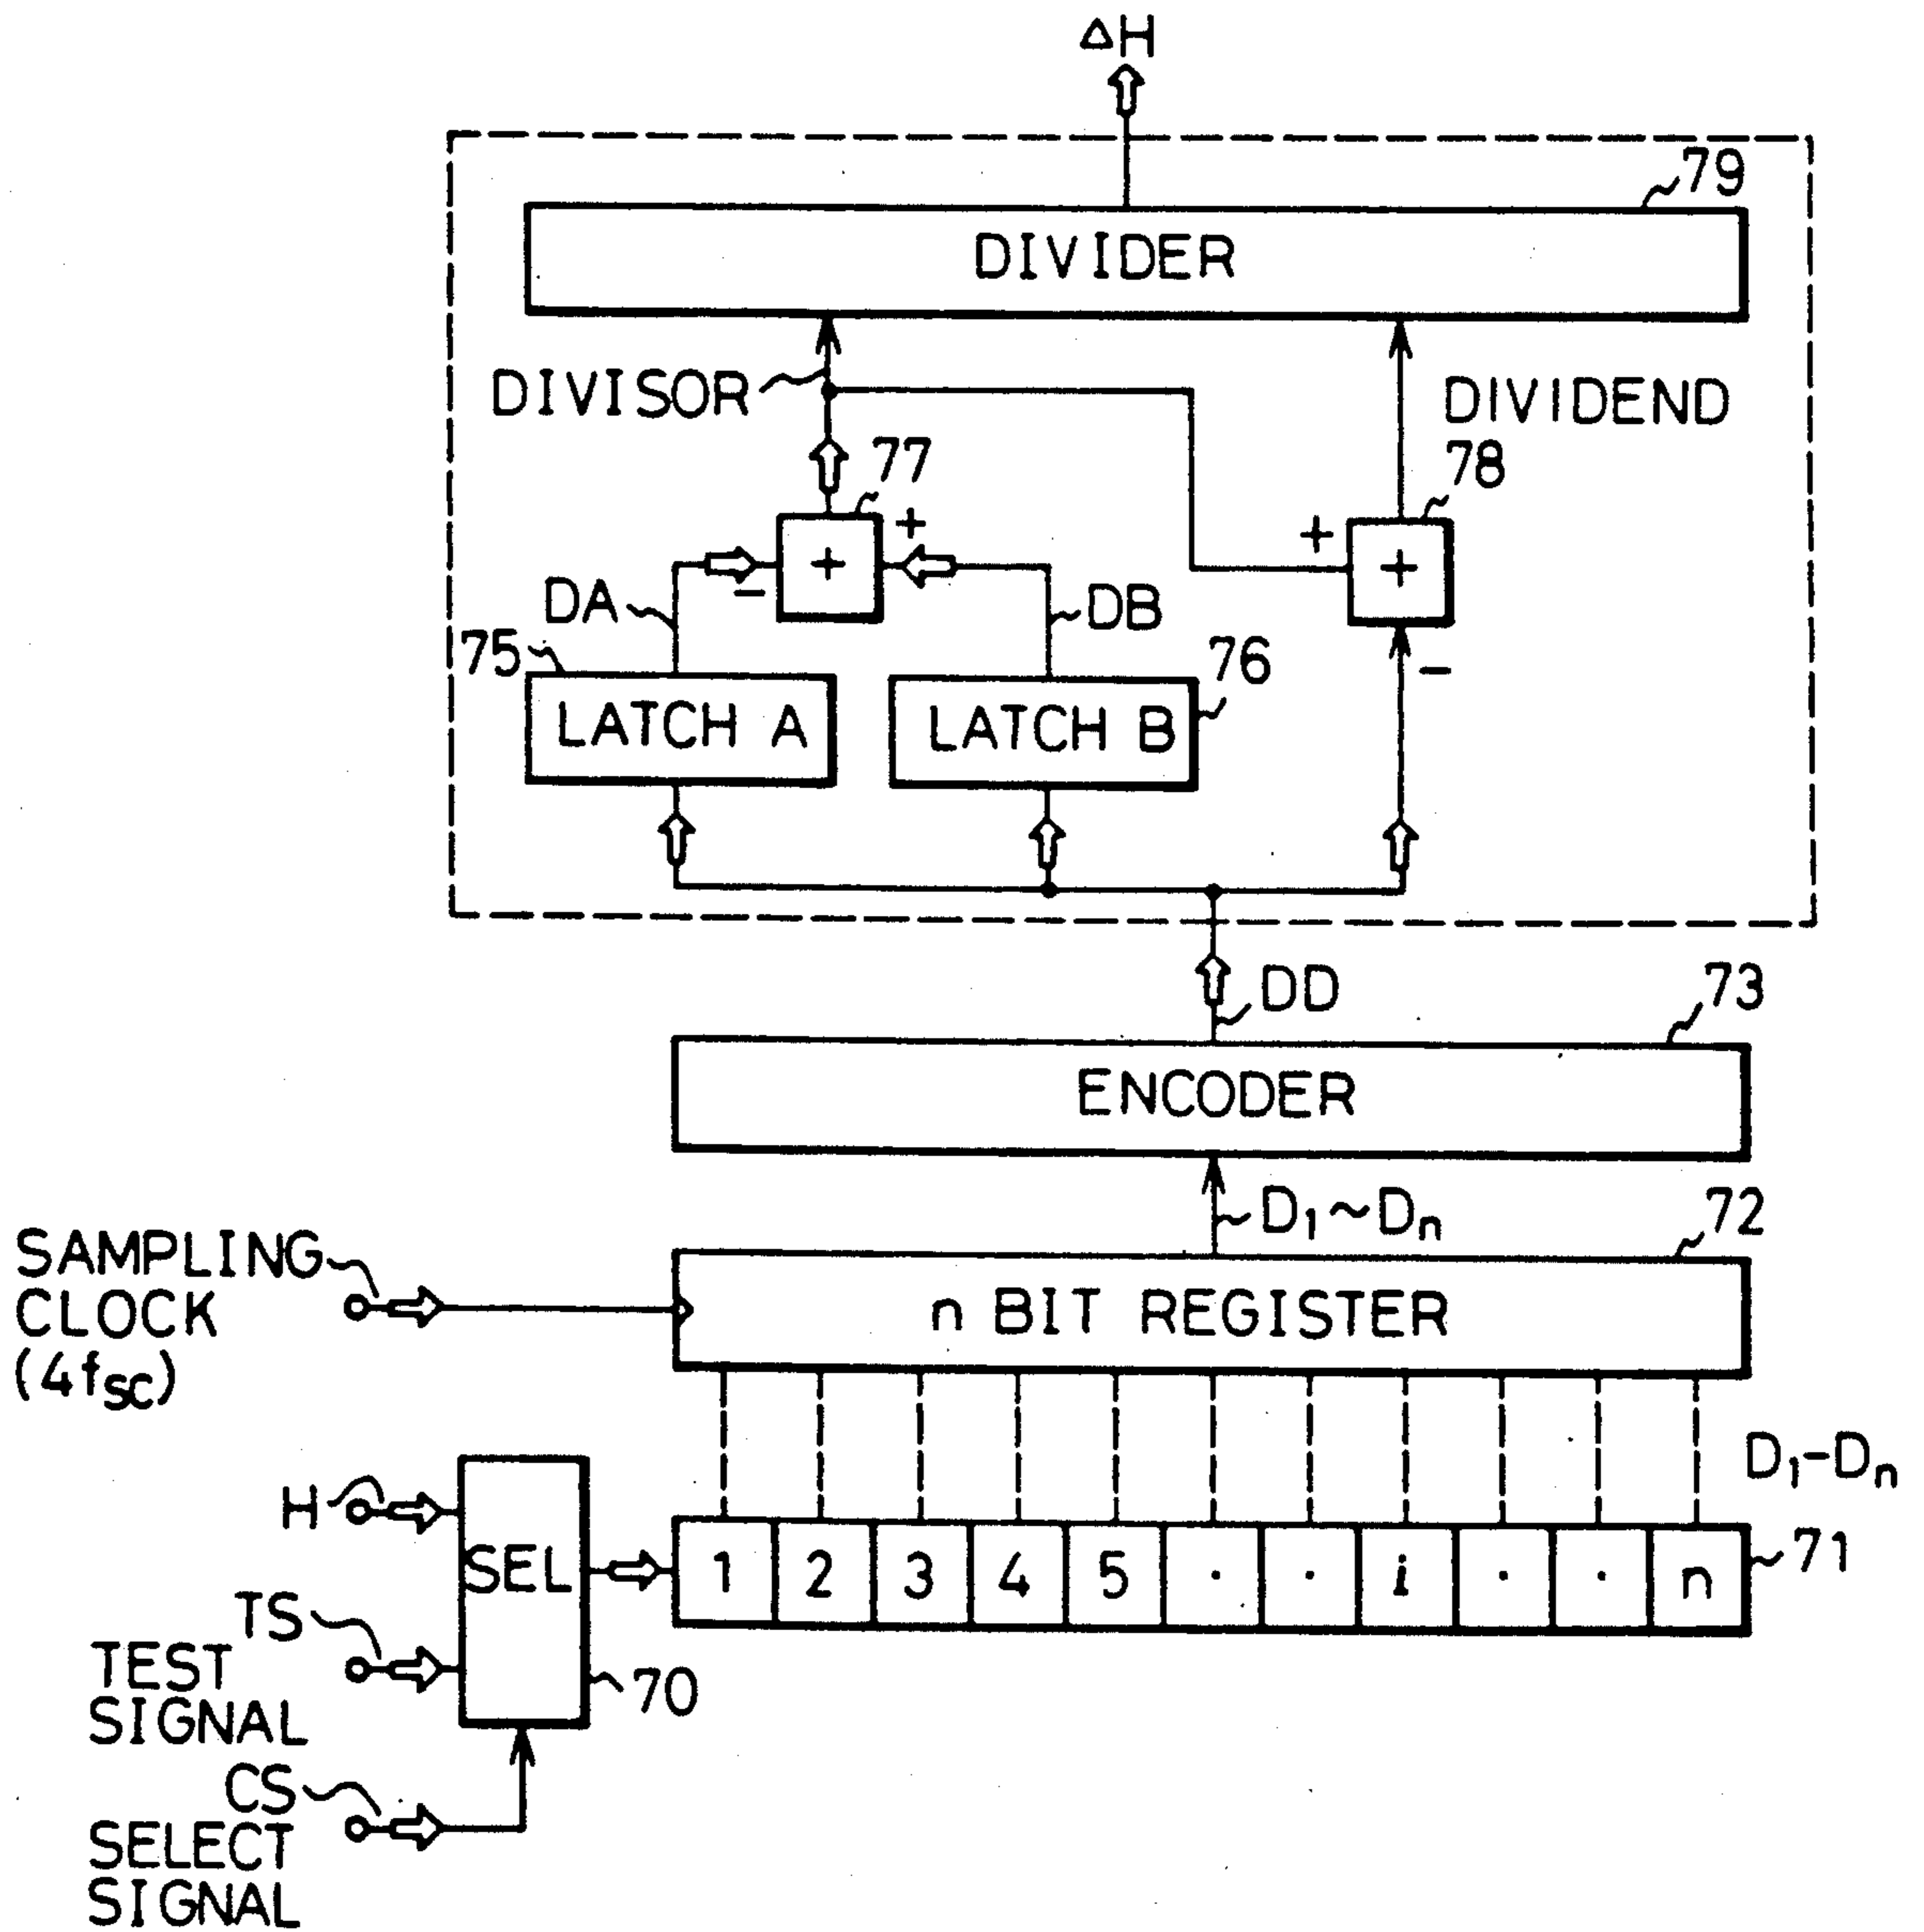 ΔH
79
DIVIDER
DIVISOR
DIVIDEND
77
78
+
+
+
+
−
DA
DB
75
76
−
LATCH A
LATCH B
DD
73
ENCODER
D₁~Dₙ
72
SAMPLING
CLOCK
(4fsc)
n BIT REGISTER
D₁−Dₙ
H
SEL
1 2 3 4 5 · · i · · n
71
TS
TEST
SIGNAL
70
CS
SELECT
SIGNAL